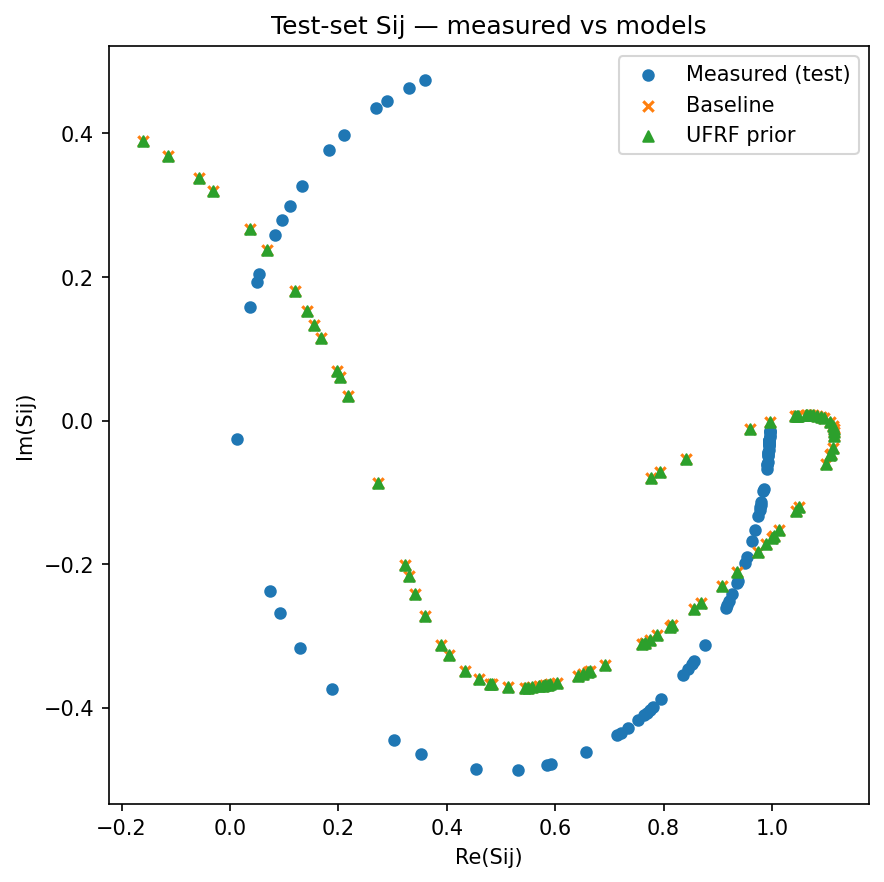 Test-set Sij — measured vs models
Measured (test)
Baseline
UFRF prior
0.4
0.2
0.0
−0.2
−0.4
Im(Sij)
−0.2
0.0
0.2
0.4
0.6
0.8
1.0
Re(Sij)